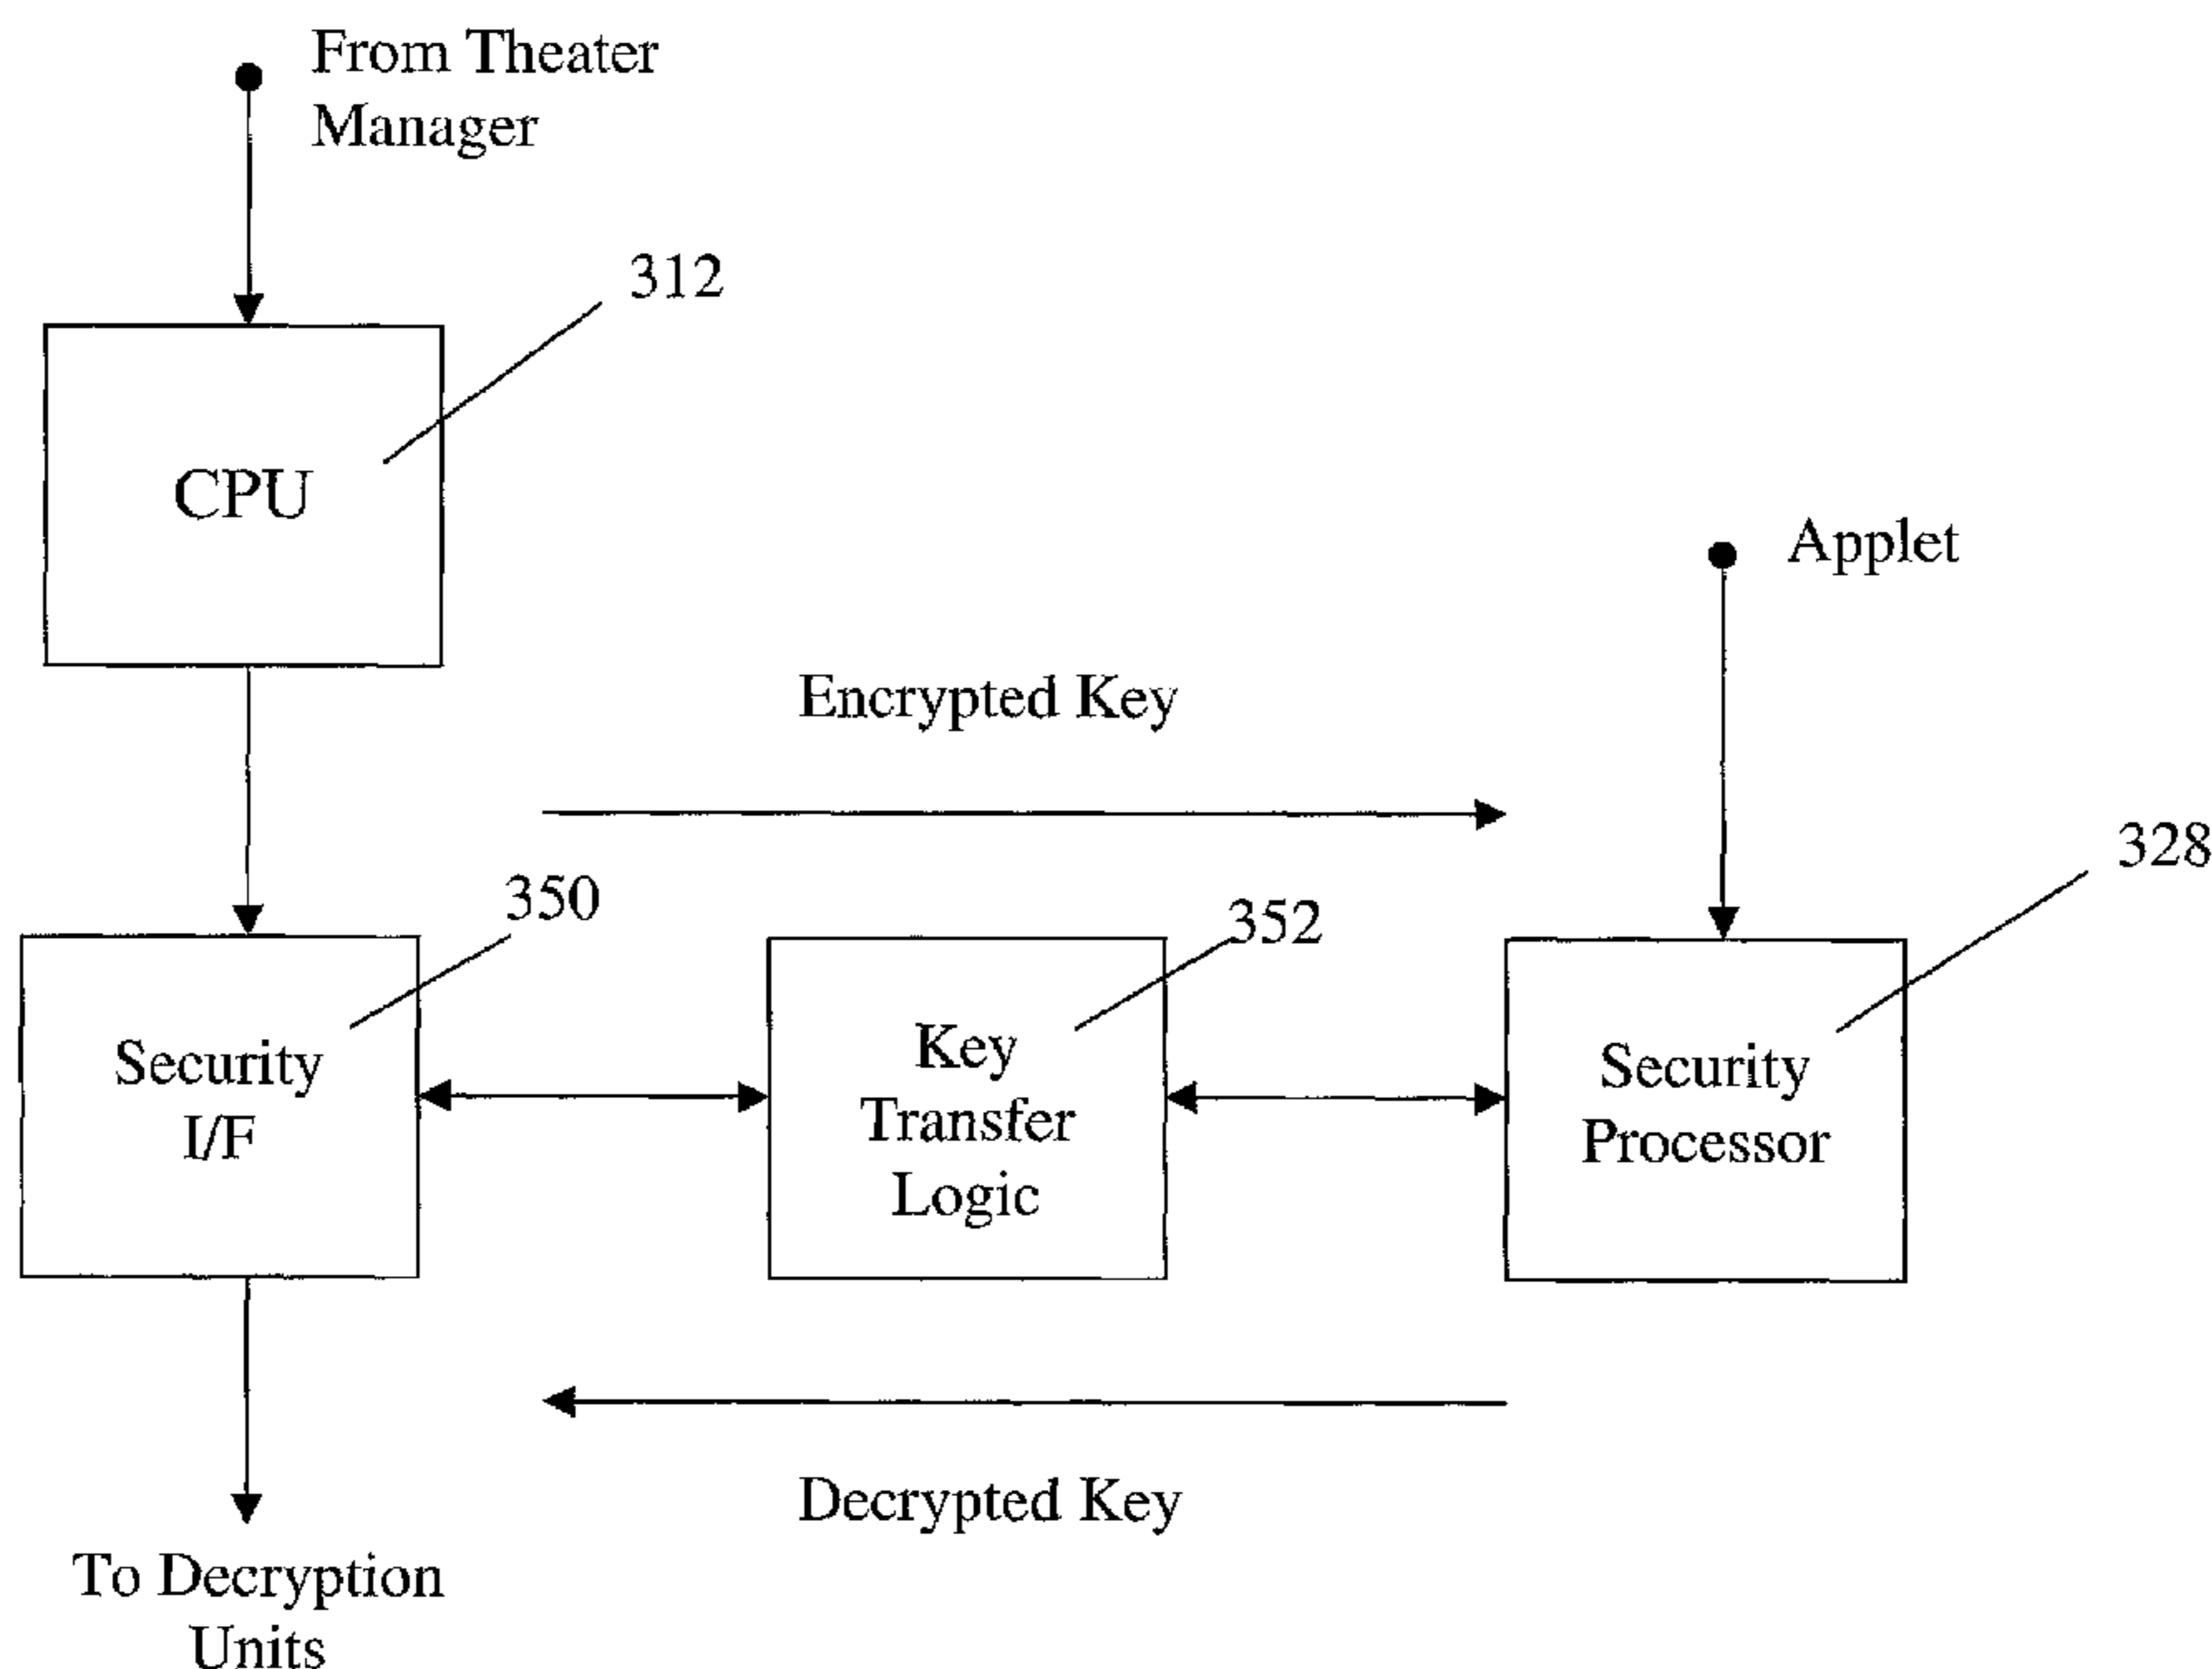 From Theater
Manager
312
CPU
Applet
Encrypted Key
328
350
352
Security
I/F
Key
Transfer
Logic
Security
Processor
Decrypted Key
To Decryption
Units